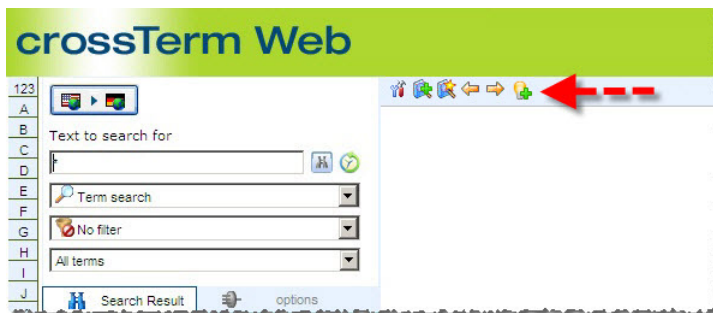 crossTerm Web
123
A
B
C
D
E
F
G
H
I
J
Text to search for
*
Term search
No filter
All terms
Search Result
options